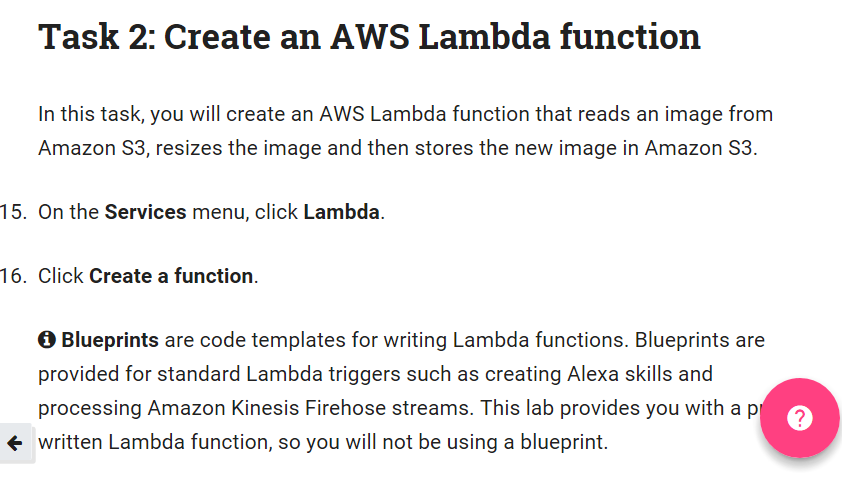 Task 2: Create an AWS Lambda function
In this task, you will create an AWS Lambda function that reads an image from
Amazon S3, resizes the image and then stores the new image in Amazon S3.
15. On the Services menu, click Lambda.
16. Click Create a function.
Blueprints are code templates for writing Lambda functions. Blueprints are
provided for standard Lambda triggers such as creating Alexa skills and
processing Amazon Kinesis Firehose streams. This lab provides you with a
written Lambda function, so you will not be using a blueprint.